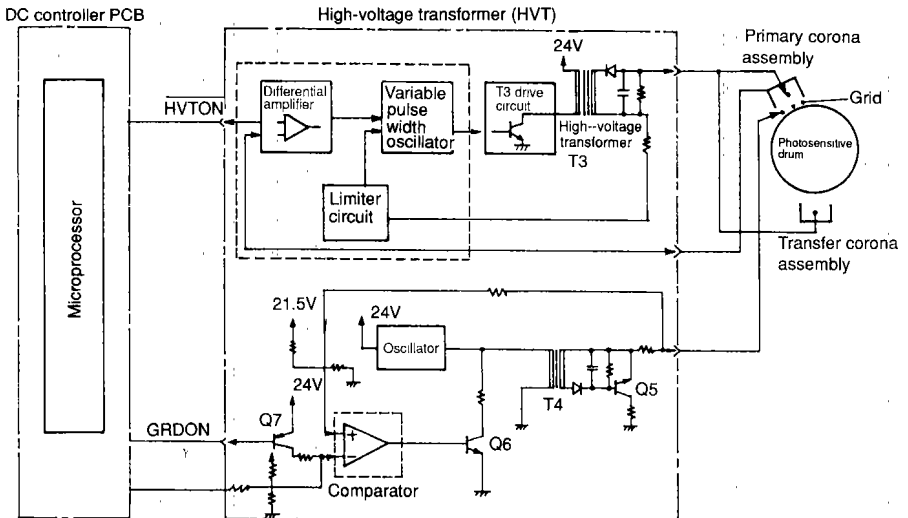 DC controller PCB
High-voltage transformer (HVT)
Microprocessor
HVTON
Differential
amplifier
Variable
pulse
width
oscillator
T3 drive
circuit
24V
High--voltage
transformer
T3
Limiter
circuit
Primary corona
assembly
Grid
Photosensitive
drum
Transfer corona
assembly
21.5V
24V
Oscillator
24V
T4
Q5
GRDON
Q7
+
−
Q6
Comparator